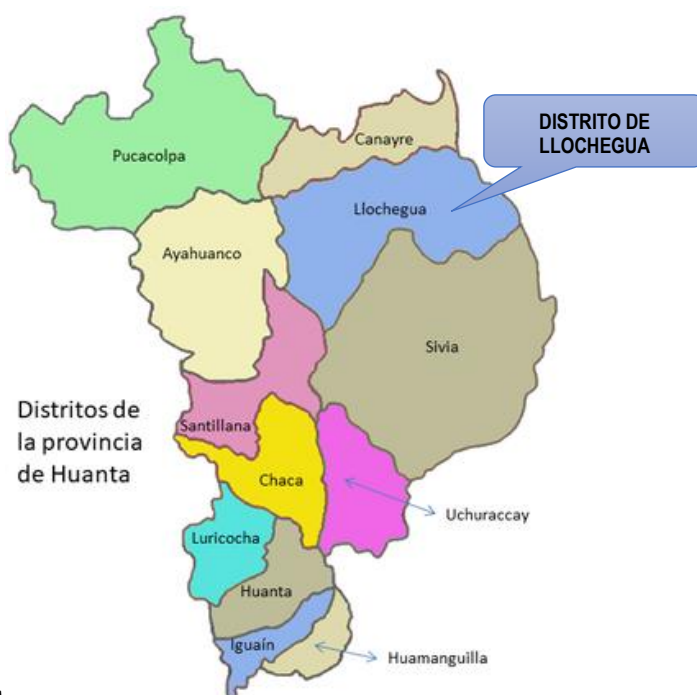 DISTRITO DE
LLOCHEGUA
Canayre
Pucacolpa
Llochegua
Ayahuanco
Sivia
Distritos de
la provincia
de Huanta
Santillana
Chaca
Uchuraccay
Luricocha
Huanta
Iguaín
Huamanguilla